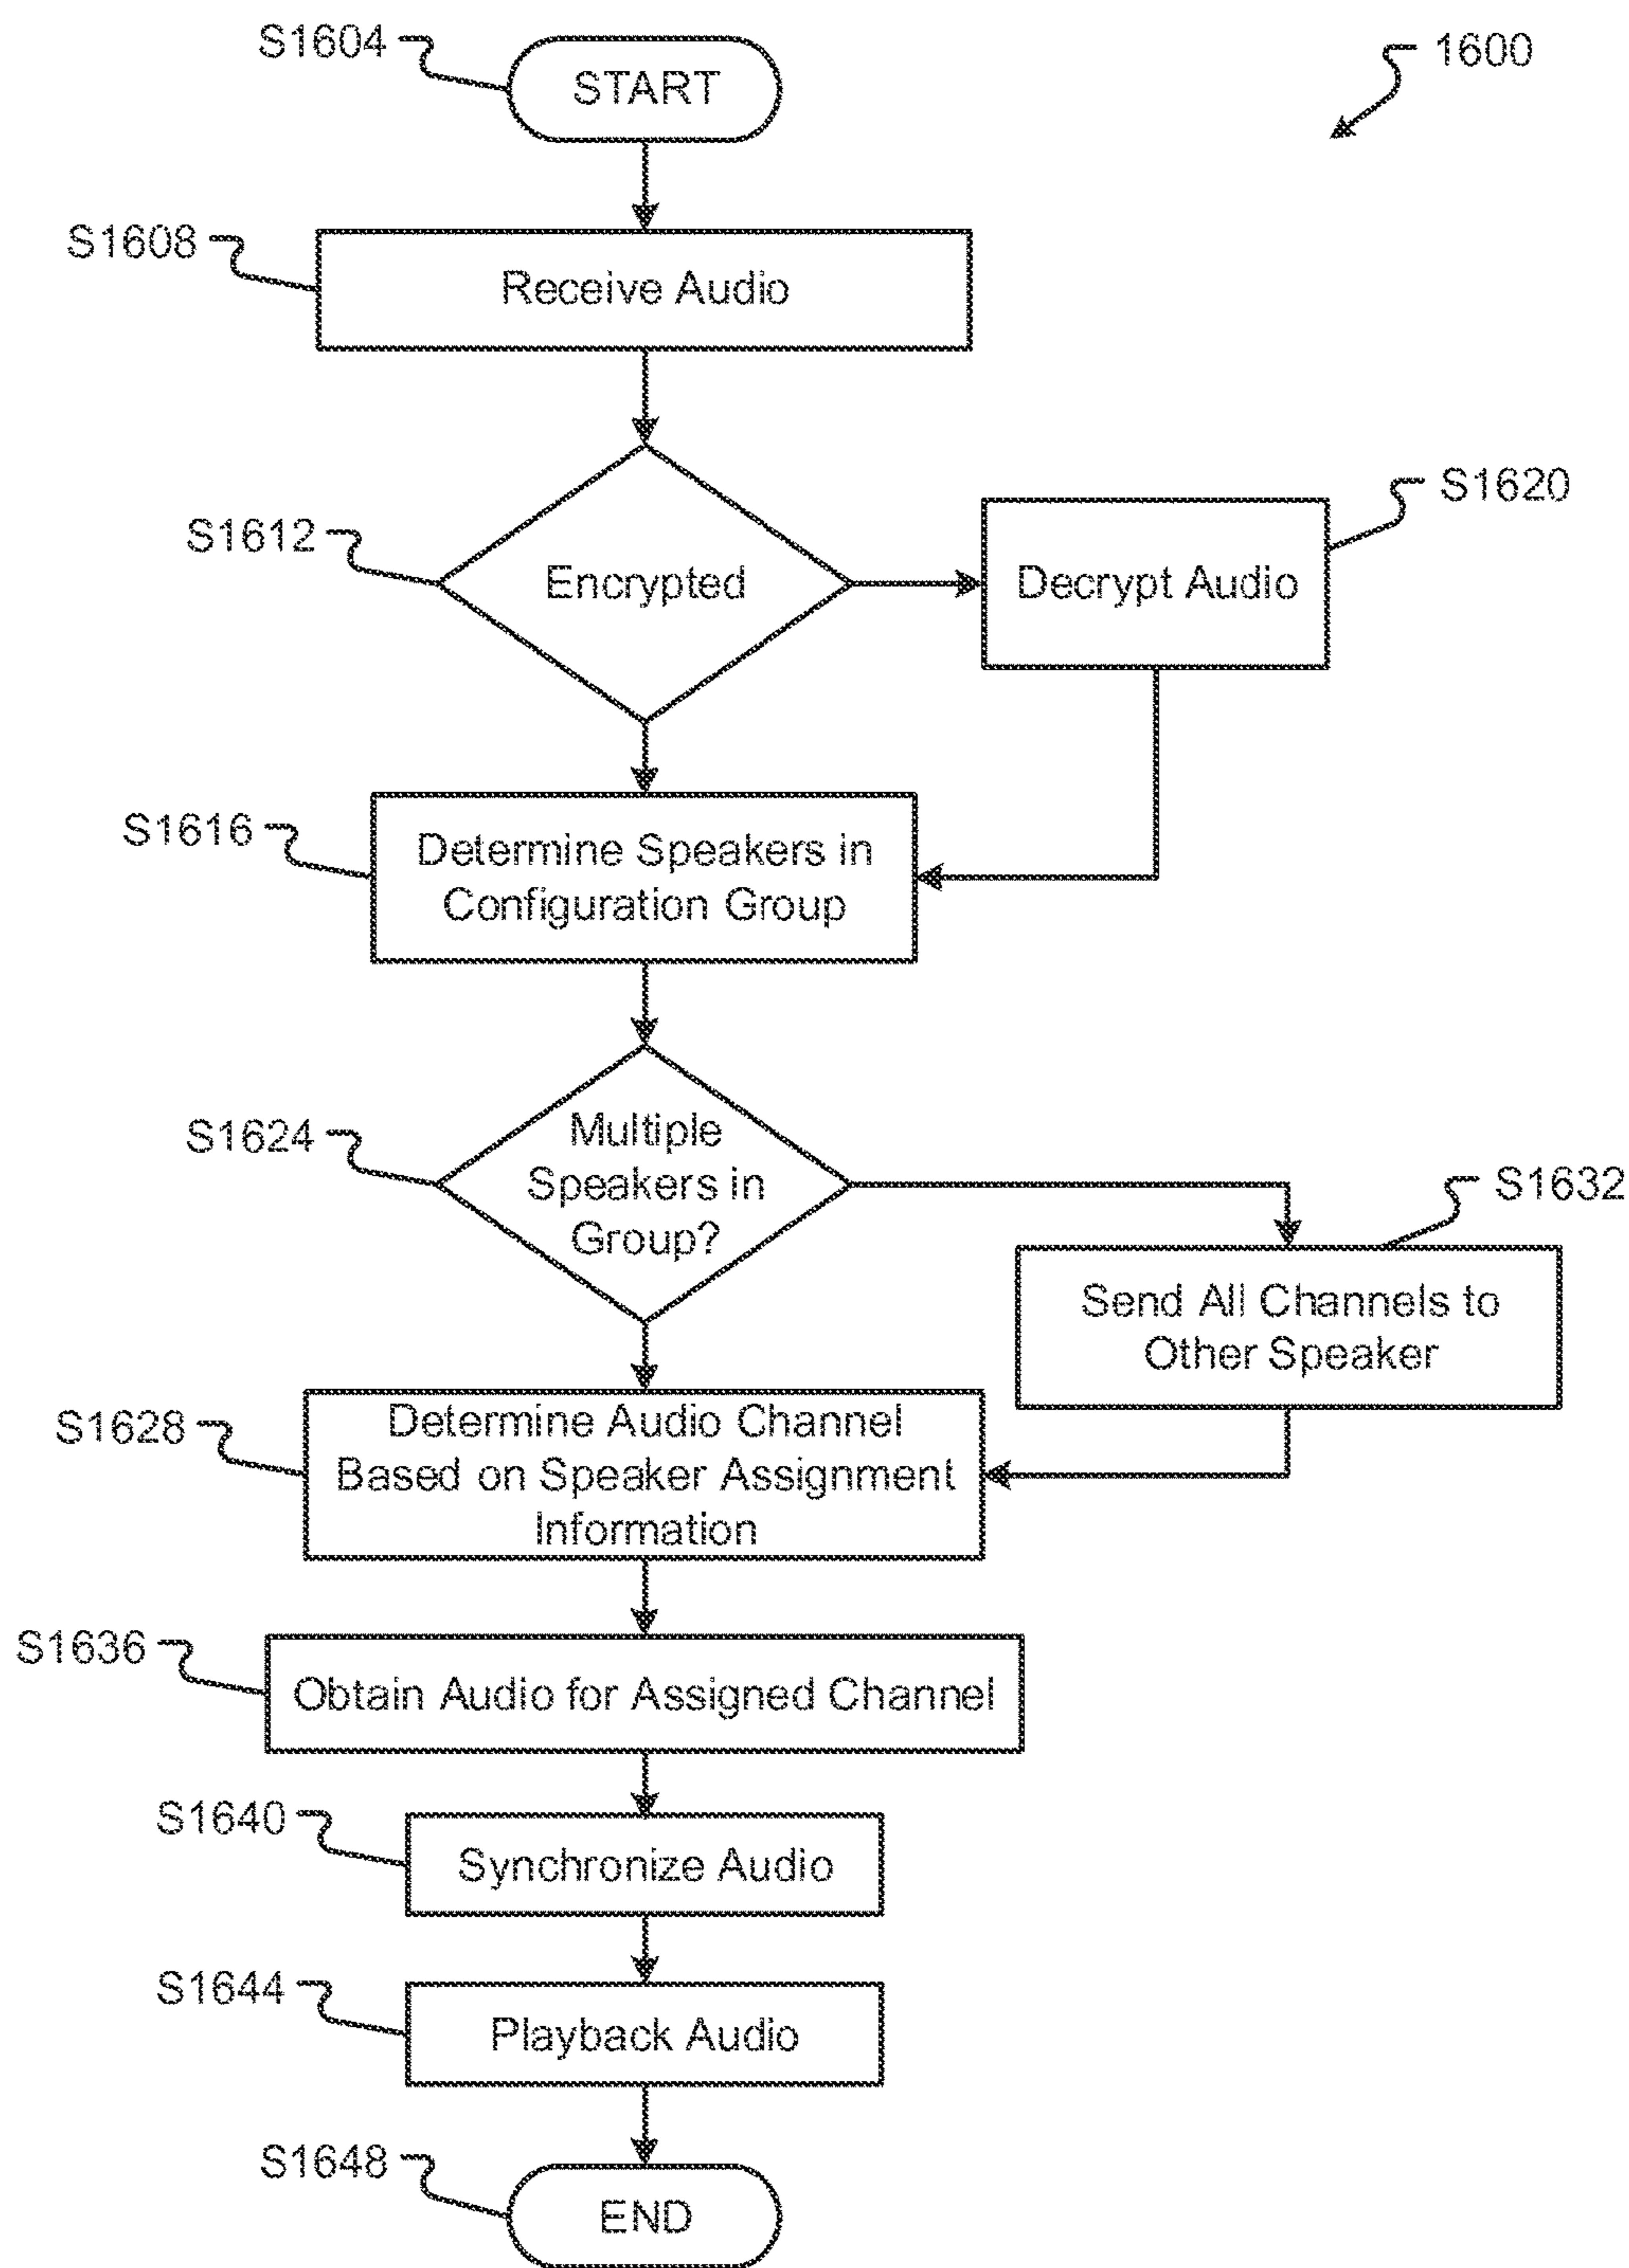 S1604
START
1600
S1608
Receive Audio
S1612
Encrypted
S1620
Decrypt Audio
S1616
Determine Speakers in
Configuration Group
S1624
Multiple
Speakers in
Group?
S1632
Send All Channels to
Other Speaker
S1628
Determine Audio Channel
Based on Speaker Assignment
Information
S1636
Obtain Audio for Assigned Channel
S1640
Synchronize Audio
S1644
Playback Audio
S1648
END